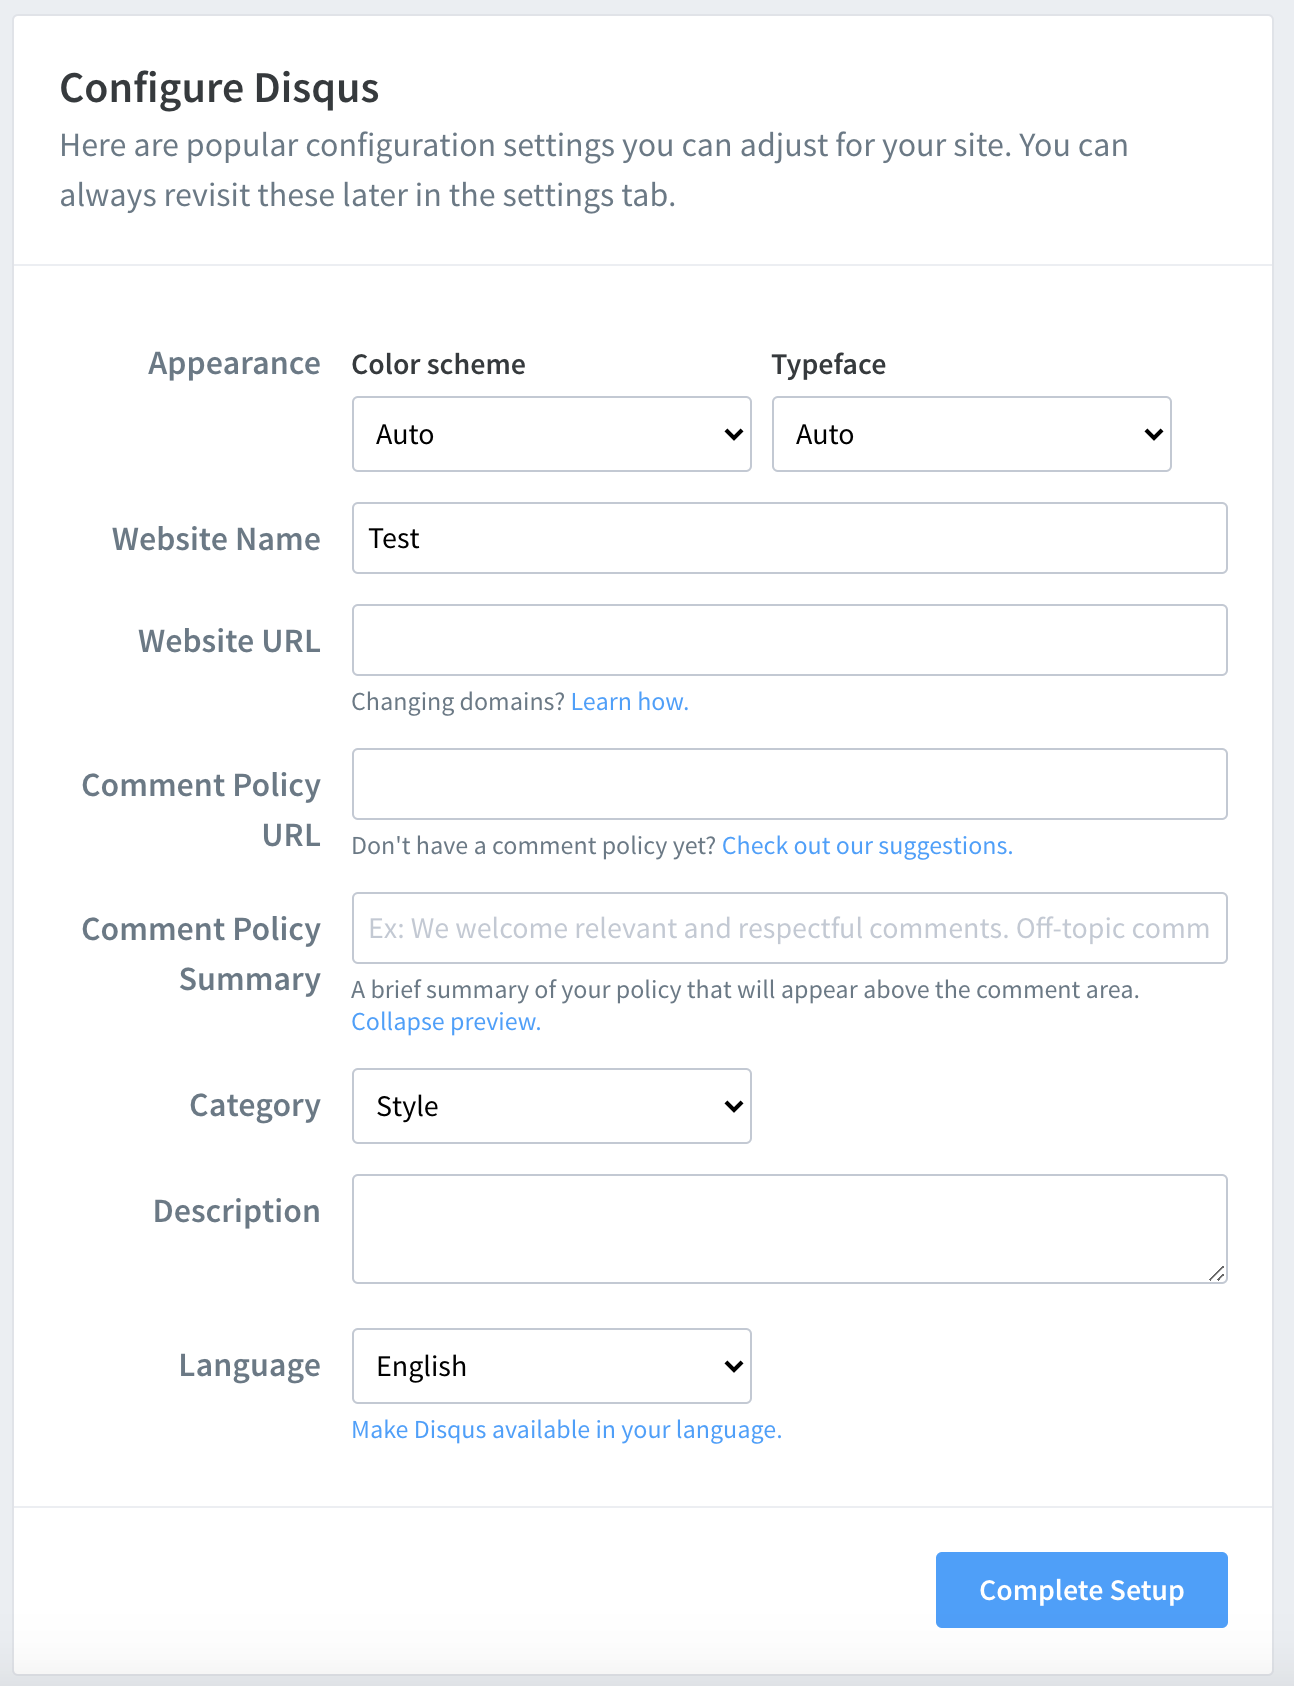 Configure Disqus
Here are popular configuration settings you can adjust for your site. You can
always revisit these later in the settings tab.
Appearance
Color scheme
Typeface
Auto
Auto
Website Name
Test
Website URL
Changing domains? Learn how.
Comment Policy
URL
Don't have a comment policy yet? Check out our suggestions.
Comment Policy
Summary
Ex: We welcome relevant and respectful comments. Off-topic comm
A brief summary of your policy that will appear above the comment area.
Collapse preview.
Category
Style
Description
Language
English
Make Disqus available in your language.
Complete Setup